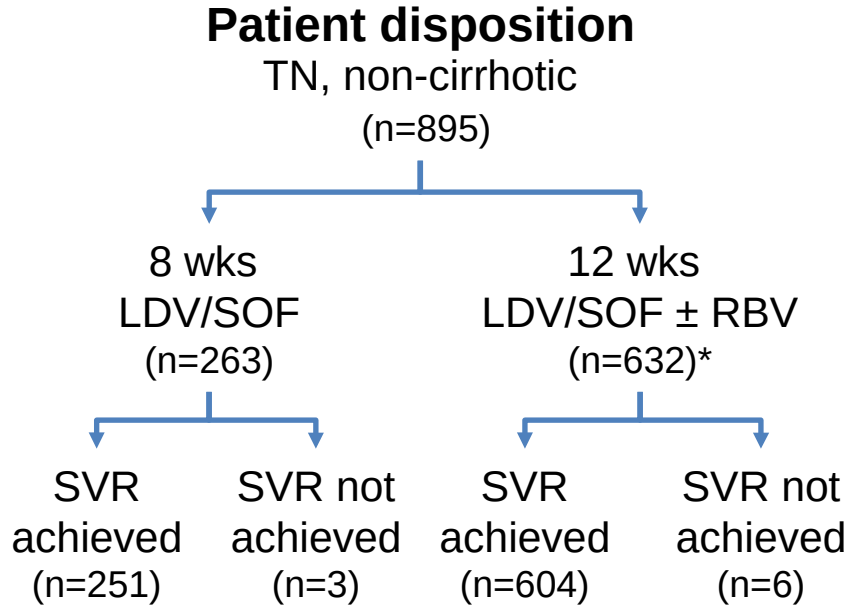 Patient disposition
TN, non-cirrhotic
(n=895)
8 wks
LDV/SOF
(n=263)
12 wks
LDV/SOF ± RBV
(n=632)*
SVR
achieved
(n=251)
SVR not
achieved
(n=3)
SVR
achieved
(n=604)
SVR not
achieved
(n=6)